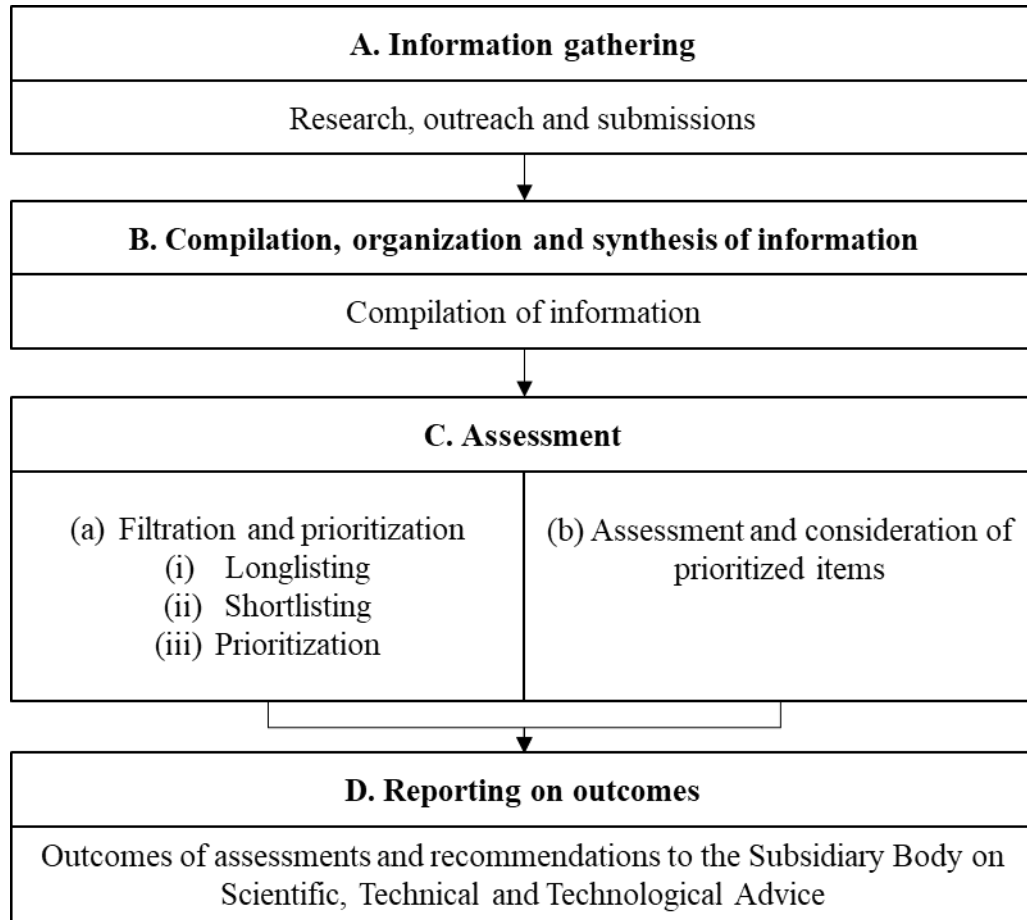 A. Information gathering
Research, outreach and submissions
B. Compilation, organization and synthesis of information
Compilation of information
C. Assessment
(a) Filtration and prioritization
(i) Longlisting
(ii) Shortlisting
(iii) Prioritization
(b) Assessment and consideration of
prioritized items
D. Reporting on outcomes
Outcomes of assessments and recommendations to the Subsidiary Body on
Scientific, Technical and Technological Advice